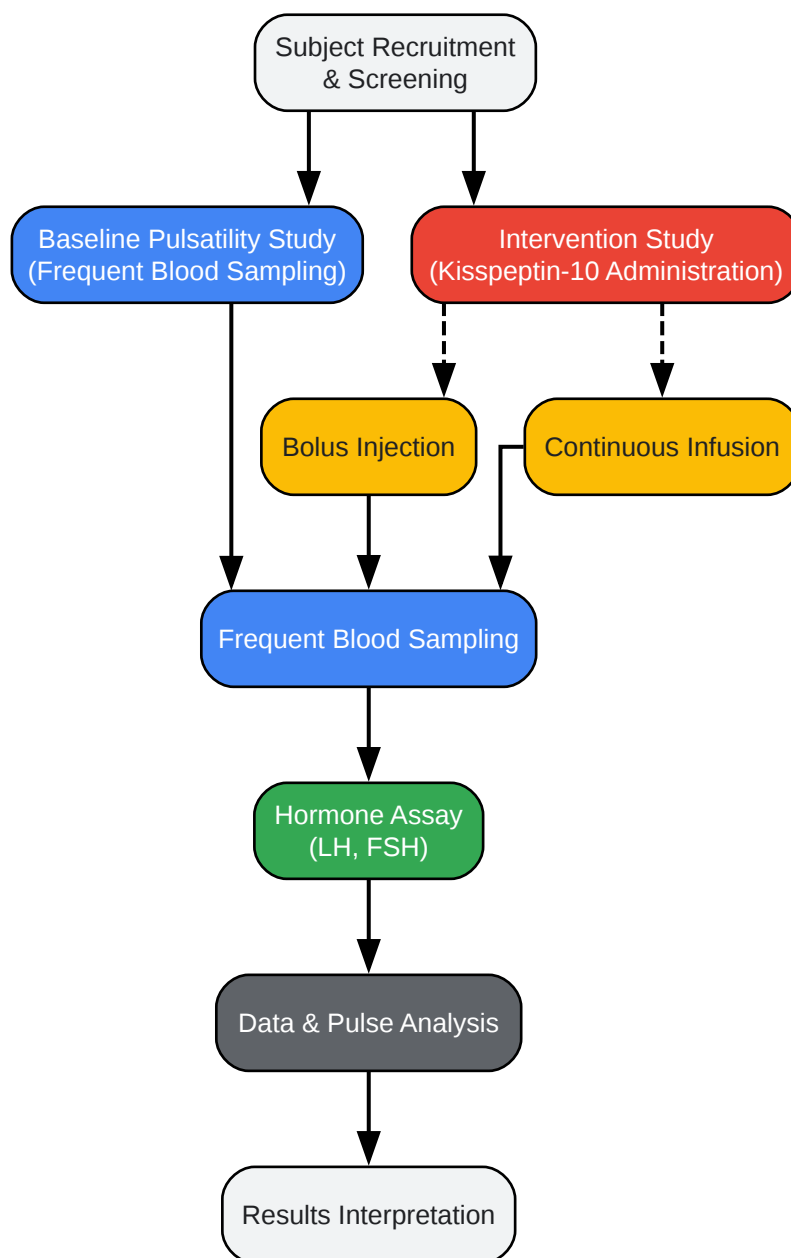 Subject Recruitment
& Screening
Baseline Pulsatility Study
(Frequent Blood Sampling)
Intervention Study
(Kisspeptin-10 Administration)
Bolus Injection
Continuous Infusion
Frequent Blood Sampling
Hormone Assay
(LH, FSH)
Data & Pulse Analysis
Results Interpretation